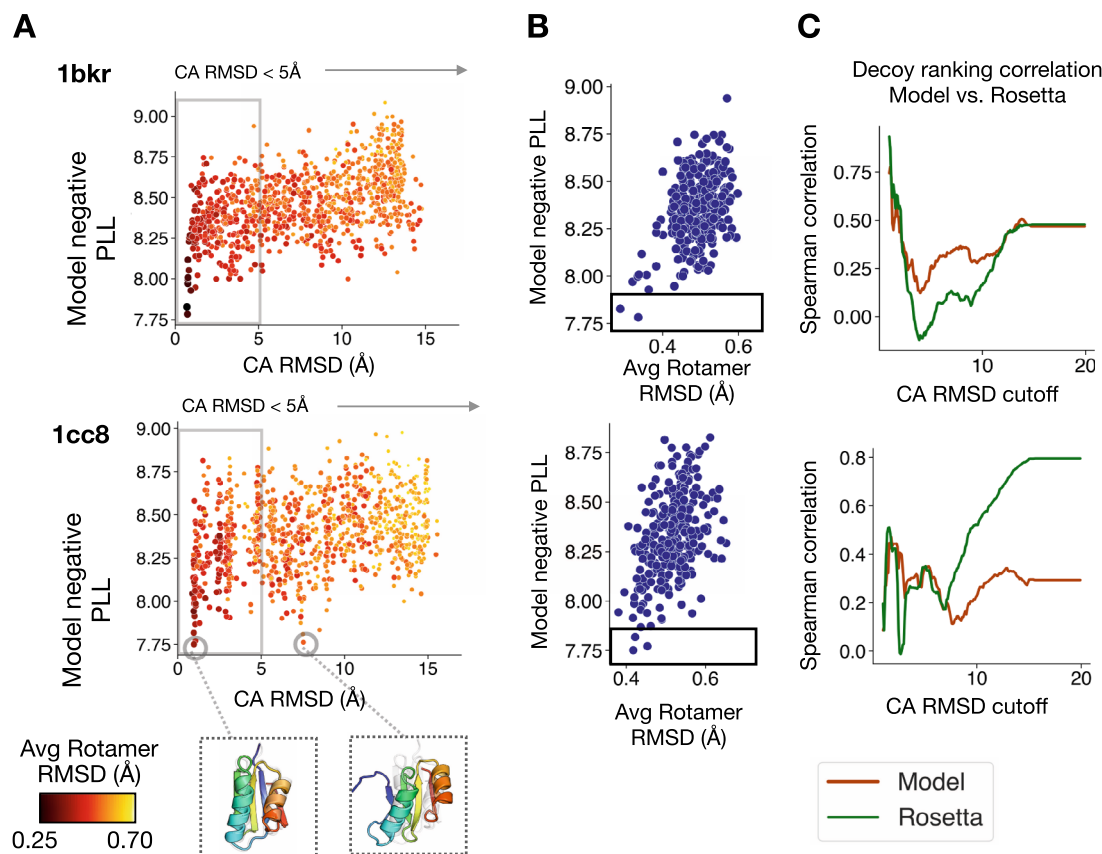 A
B
C
1bkr
CA RMSD < 5Å
Model negative
PLL
9.00
8.75
8.50
8.25
8.00
7.75
0
5
10
15
CA RMSD (Å)
Model negative PLL
9.00
8.75
8.50
8.25
8.00
7.75
0.4
0.6
Avg Rotamer
RMSD (Å)
Decoy ranking correlation
Model vs. Rosetta
Spearman correlation
0.75
0.50
0.25
0.00
10
20
CA RMSD cutoff
1cc8
CA RMSD < 5Å
Model negative
PLL
9.00
8.75
8.50
8.25
8.00
7.75
0
5
10
15
CA RMSD (Å)
Model negative PLL
8.75
8.50
8.25
8.00
7.75
0.4
0.6
Avg Rotamer
RMSD (Å)
Spearman correlation
0.8
0.6
0.4
0.2
0.0
10
20
CA RMSD cutoff
Avg Rotamer
RMSD (Å)
0.25
0.70
Model
Rosetta